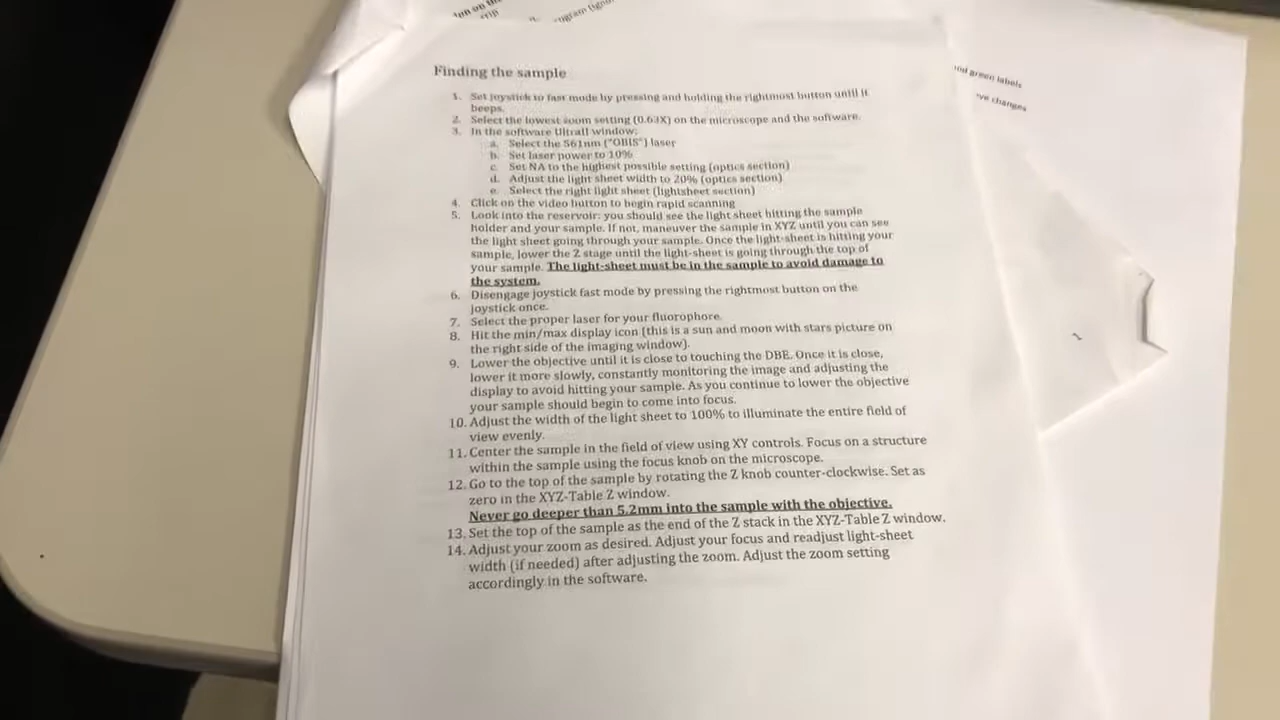 Finding the sample
1. Set joystick to fast mode by pressing and holding the rightmost button until it
beeps.
2. Select the lowest zoom setting (0.63X) on the microscope and the software.
3. In the software UltraII window:
a. Select the 561nm ("OBIS") laser
b. Set laser power to 10%
c. Set NA to the highest possible setting (optics section)
d. Adjust the light sheet width to 20% (optics section)
e. Select the right light sheet (lightsheet section)
4. Click on the video button to begin rapid scanning
5. Look into the reservoir: you should see the light sheet hitting the sample
holder and your sample. If not, maneuver the sample in XYZ until you can see
the light sheet going through your sample. Once the light-sheet is hitting your
sample, lower the Z stage until the light-sheet is going through the top of
your sample. The light-sheet must be in the sample to avoid damage to
the system.
6. Disengage joystick fast mode by pressing the rightmost button on the
joystick once.
7. Select the proper laser for your fluorophore.
8. Hit the min/max display icon (this is a sun and moon with stars picture on
the right side of the imaging window).
9. Lower the objective until it is close to touching the DBE. Once it is close,
lower it more slowly, constantly monitoring the image and adjusting the
display to avoid hitting your sample. As you continue to lower the objective
your sample should begin to come into focus.
10. Adjust the width of the light sheet to 100% to illuminate the entire field of
view evenly.
11. Center the sample in the field of view using XY controls. Focus on a structure
within the sample using the focus knob on the microscope.
12. Go to the top of the sample by rotating the Z knob counter-clockwise. Set as
zero in the XYZ-Table Z window.
Never go deeper than 5.2mm into the sample with the objective.
13. Set the top of the sample as the end of the Z stack in the XYZ-Table Z window.
14. Adjust your zoom as desired. Adjust your focus and readjust light-sheet
width (if needed) after adjusting the zoom. Adjust the zoom setting
accordingly in the software.
green labels
changes